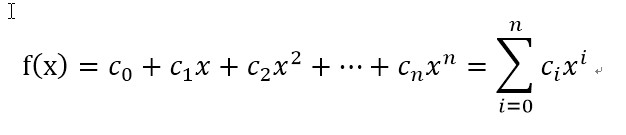 f(x) = c₀ + c₁x + c₂x² + ⋯ + cₙxⁿ = ∑ᵢ₌₀ⁿ cᵢxⁱ